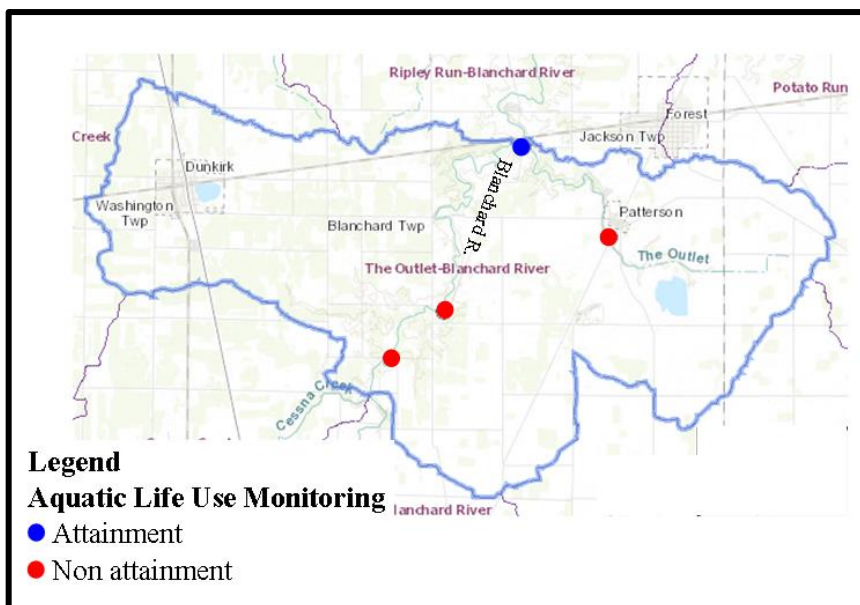 Ripley Run-Blanchard River
Potato Run
Forest
Jackson Twp
Creek
Dunkirk
Blanchard R.
Washington
Twp
Patterson
Blanchard Twp
The Outlet
The Outlet-Blanchard River
Cessna Creek
Legend
Aquatic Life Use Monitoring
lanchard River
Attainment
Non attainment